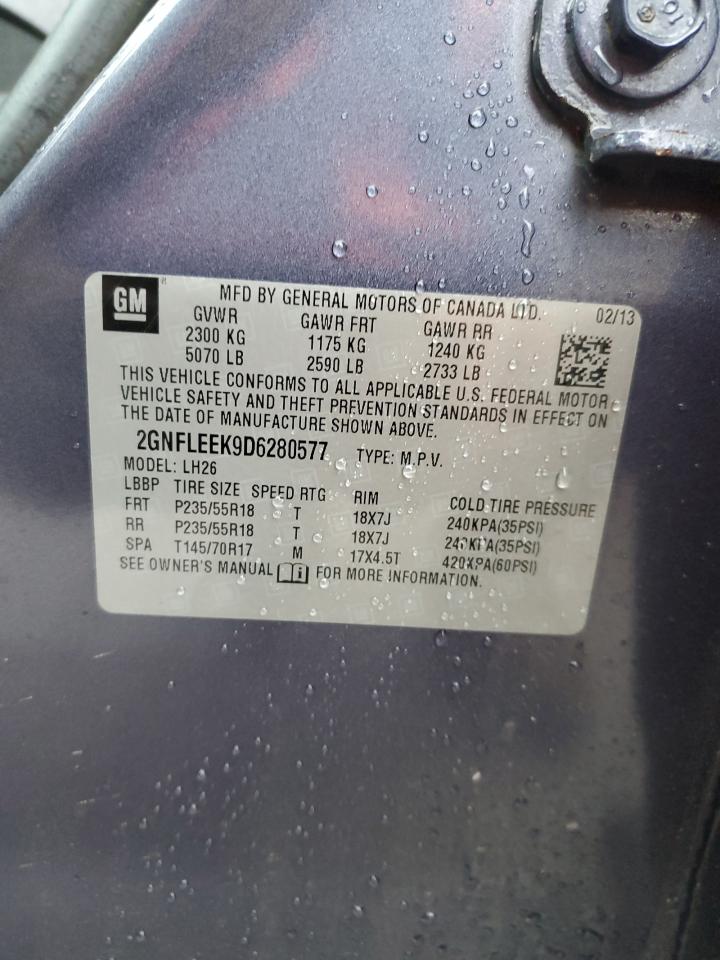 GM ® MFD BY GENERAL MOTORS OF CANADA LTD. 02/13
GVWR GAWR FRT GAWR RR
2300 KG 1175 KG 1240 KG
5070 LB 2590 LB 2733 LB
THIS VEHICLE CONFORMS TO ALL APPLICABLE U.S. FEDERAL MOTOR
VEHICLE SAFETY AND THEFT PREVENTION STANDARDS IN EFFECT ON
THE DATE OF MANUFACTURE SHOWN ABOVE.
2GNFLEEK9D6280577 TYPE: M.P.V.
MODEL: LH26
LBBP TIRE SIZE SPEED RTG RIM COLD TIRE PRESSURE
FRT P235/55R18 T 18X7J 240KPA(35PSI)
RR P235/55R18 T 18X7J 240KPA(35PSI)
SPA T145/70R17 M 17X4.5T 420KPA(60PSI)
SEE OWNER'S MANUAL i FOR MORE INFORMATION.